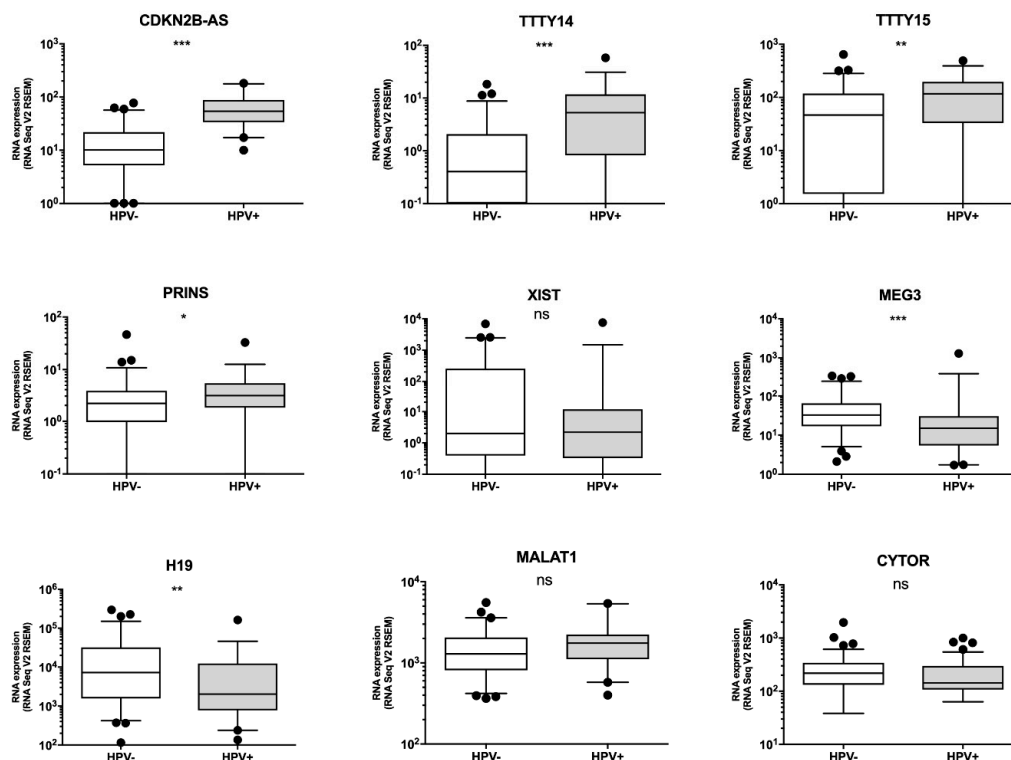 CDKN2B-AS
***
RNA expression
(RNA Seq V2 RSEM)
10³
10²
10¹
10⁰
HPV-
HPV+
TTTY14
***
RNA expression
(RNA Seq V2 RSEM)
10²
10¹
10⁰
10⁻¹
HPV-
HPV+
TTTY15
**
RNA expression
(RNA Seq V2 RSEM)
10³
10²
10¹
10⁰
HPV-
HPV+
PRINS
*
RNA expression
(RNA Seq V2 RSEM)
10²
10¹
10⁰
10⁻¹
HPV-
HPV+
XIST
ns
RNA expression
(RNA Seq V2 RSEM)
10⁴
10³
10²
10¹
10⁰
10⁻¹
HPV-
HPV+
MEG3
***
RNA expression
(RNA Seq V2 RSEM)
10⁴
10³
10²
10¹
10⁰
HPV-
HPV+
H19
**
RNA expression
(RNA Seq V2 RSEM)
10⁶
10⁵
10⁴
10³
10²
HPV-
HPV+
MALAT1
ns
RNA expression
(RNA Seq V2 RSEM)
10⁴
10³
10²
HPV-
HPV+
CYTOR
ns
RNA expression
(RNA Seq V2 RSEM)
10⁴
10³
10²
10¹
HPV-
HPV+